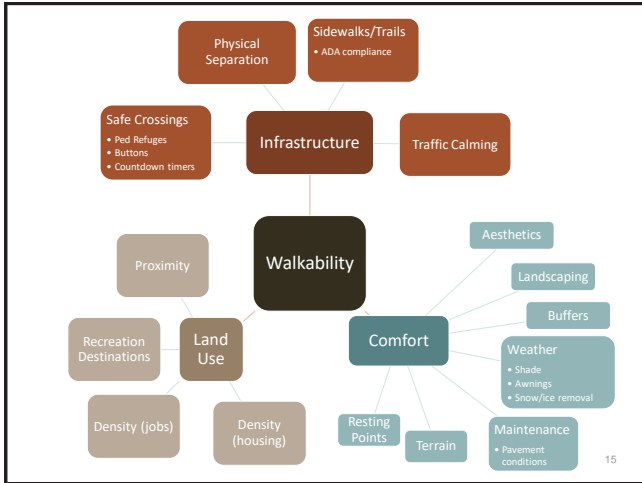 Physical
Separation
Sidewalks/Trails
• ADA compliance
Safe Crossings
• Ped Refuges
• Buttons
• Countdown timers
Infrastructure
Traffic Calming
Walkability
Proximity
Recreation
Destinations
Land
Use
Density (jobs)
Density
(housing)
Comfort
Aesthetics
Landscaping
Buffers
Weather
• Shade
• Awnings
• Snow/ice removal
Maintenance
• Pavement
conditions
Terrain
Resting
Points
15